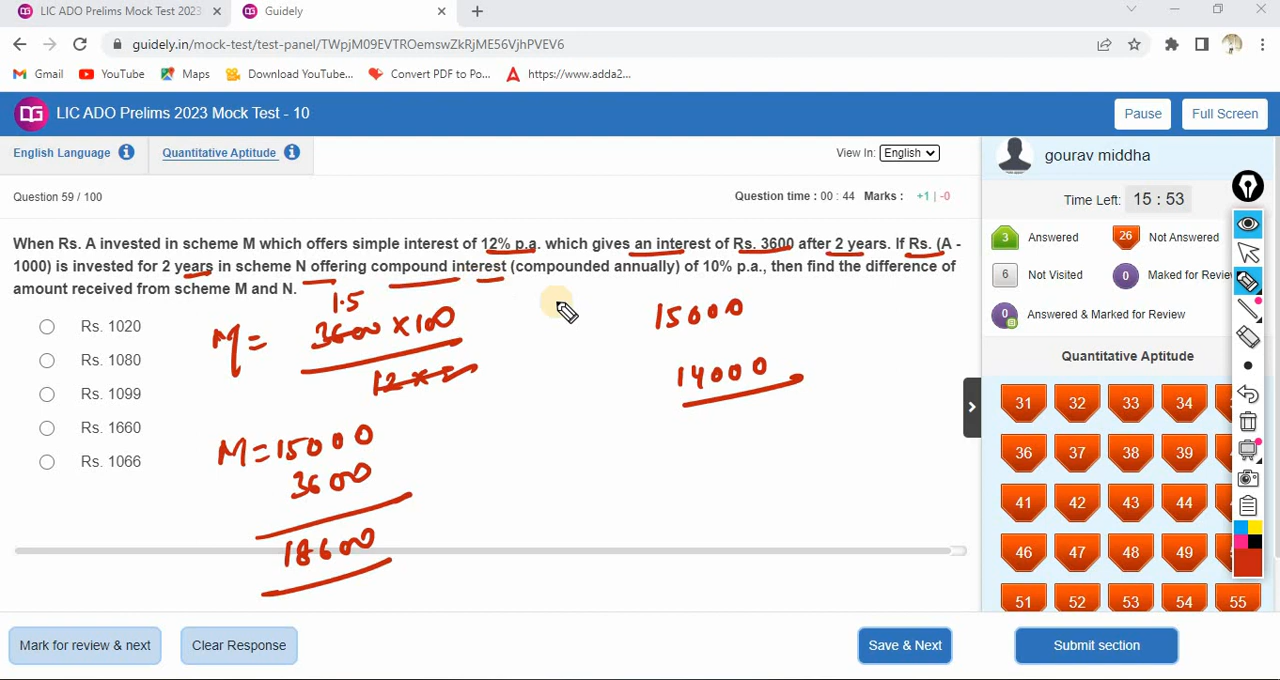 LIC ADO Prelims 2023 Mock Test
Guidely
guidely.in/mock-test/test-panel/TWpjM09EVTROemswZkRjME56VjhPVEV6
Gmail YouTube Maps Download YouTube... Convert PDF to Po... https://www.adda2...
DG LIC ADO Prelims 2023 Mock Test - 10 Pause Full Screen
English Language Quantitative Aptitude View In: English
gourav middha
Question 59 / 100 Question time : 00 : 44 Marks : +1 | -0
Time Left: 15 : 53
3 Answered 26 Not Answered
6 Not Visited 0 Maked for Review
0 Answered & Marked for Review
When Rs. A invested in scheme M which offers simple interest of 12% p.a. which gives an interest of Rs. 3600 after 2 years. If Rs. (A -
1000) is invested for 2 years in scheme N offering compound interest (compounded annually) of 10% p.a., then find the difference of
amount received from scheme M and N.
Rs. 1020
Rs. 1080
Rs. 1099
Rs. 1660
Rs. 1066
1.5
M = 3600 × 100
12 × 2
M = 15000
3600
18600
15000
14000
Quantitative Aptitude
31 32 33 34
36 37 38 39
41 42 43 44
46 47 48 49
51 52 53 54 55
Mark for review & next Clear Response Save & Next Submit section